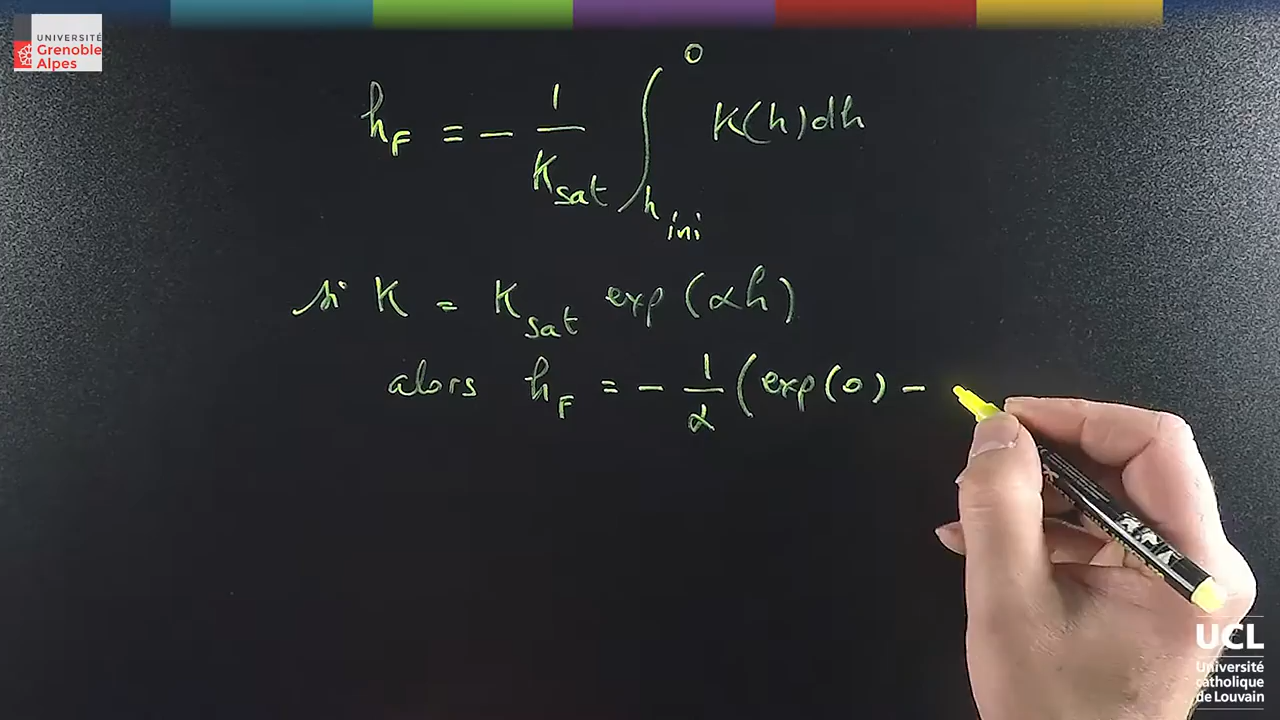 UNIVERSITÉ
Grenoble
Alpes
h_F = - 1/K_sat ∫_{h_ini}^{0} K(h)dh
si K = K_sat exp(αh)
alors h_F = - 1/α (exp(0) -
UCL
Université
catholique
de Louvain